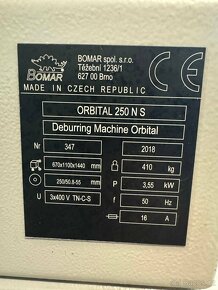 BOMAR
BOMAR spol. s.r.o.
Těžební 1236/1
627 00 Brno
CE
MADE IN CZECH REPUBLIC
ORBITAL 250 N S
Deburring Machine Orbital
Nr 347 2018
670x1100x1440 mm 410 kg
250/50.8-55 mm P 3,55 kW
f 50 Hz
U 3x400 V TN-C-S 16 A